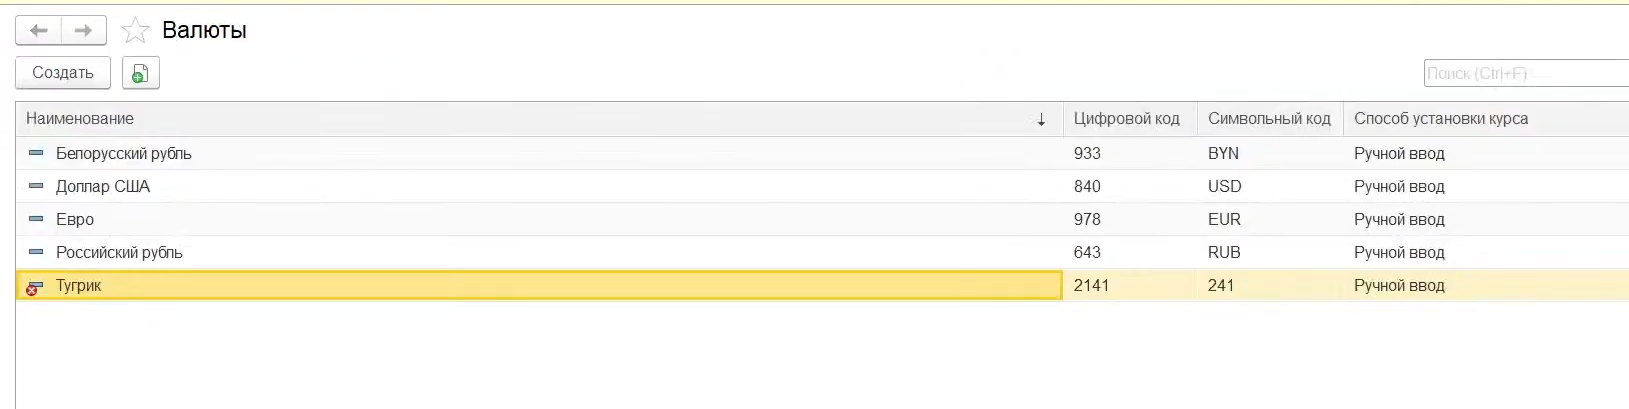 Валюты
Создать
Поиск (Ctrl+F)
Наименование ↓ Цифровой код Символьный код Способ установки курса
Белорусский рубль 933 BYN Ручной ввод
Доллар США 840 USD Ручной ввод
Евро 978 EUR Ручной ввод
Российский рубль 643 RUB Ручной ввод
Тугрик 2141 241 Ручной ввод